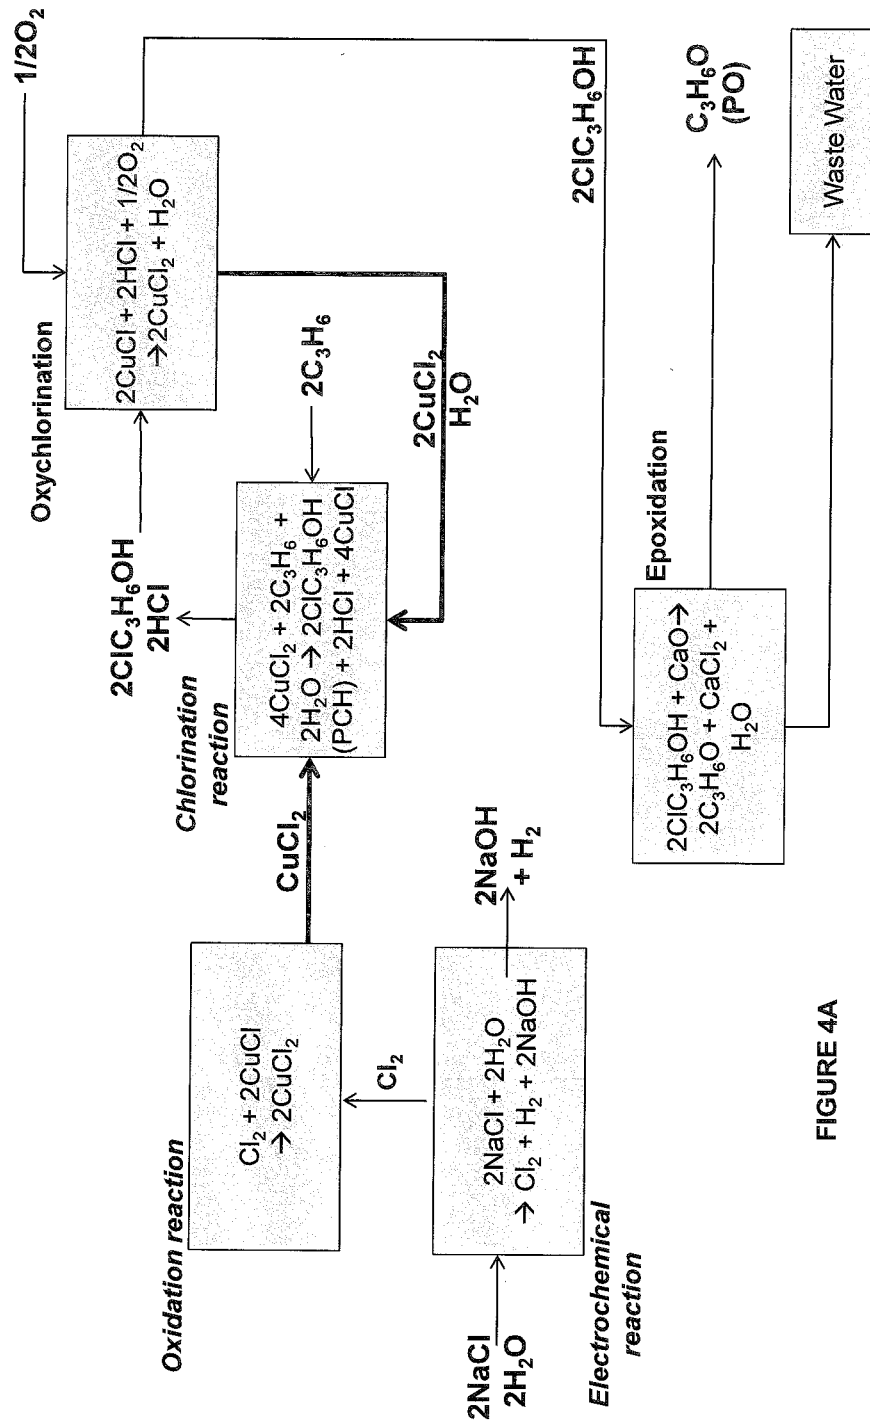 Oxidation reaction
Cl₂ + 2CuCl
→ 2CuCl₂
CuCl₂
Cl₂
2NaCl
2H₂O
2NaCl + 2H₂O
→ Cl₂ + H₂ + 2NaOH
Electrochemical
reaction
2NaOH
+ H₂
2ClC₃H₆OH
2HCl
Chlorination
reaction
4CuCl₂ + 2C₃H₆ +
2H₂O → 2ClC₃H₆OH
(PCH) + 2HCl + 4CuCl
2C₃H₆
Oxychlorination
1/2O₂
2CuCl + 2HCl + 1/2O₂
→2CuCl₂ + H₂O
2CuCl₂
H₂O
2ClC₃H₆OH
Epoxidation
2ClC₃H₆OH + CaO→
2C₃H₆O + CaCl₂ +
H₂O
C₃H₆O
(PO)
Waste Water
FIGURE 4A